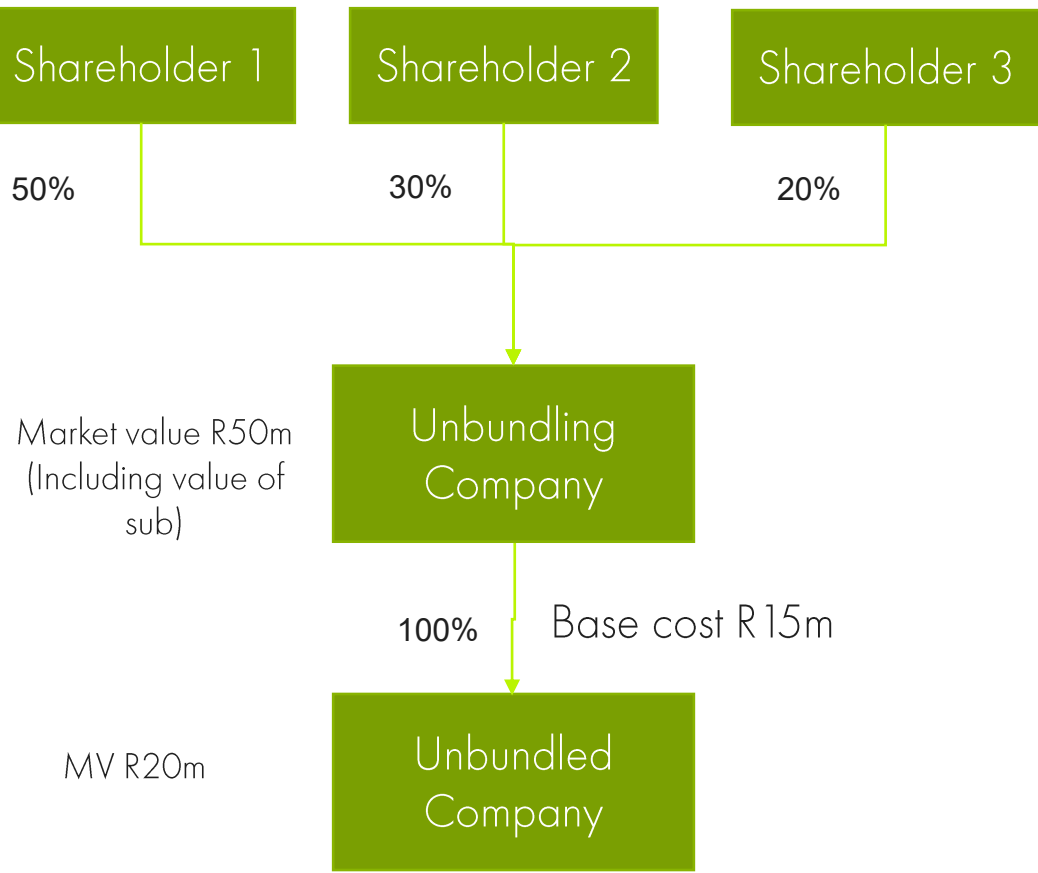 Shareholder 1
Shareholder 2
Shareholder 3
50%
30%
20%
Market value R50m
(Including value of
sub)
Unbundling
Company
100%
Base cost R15m
MV R20m
Unbundled
Company